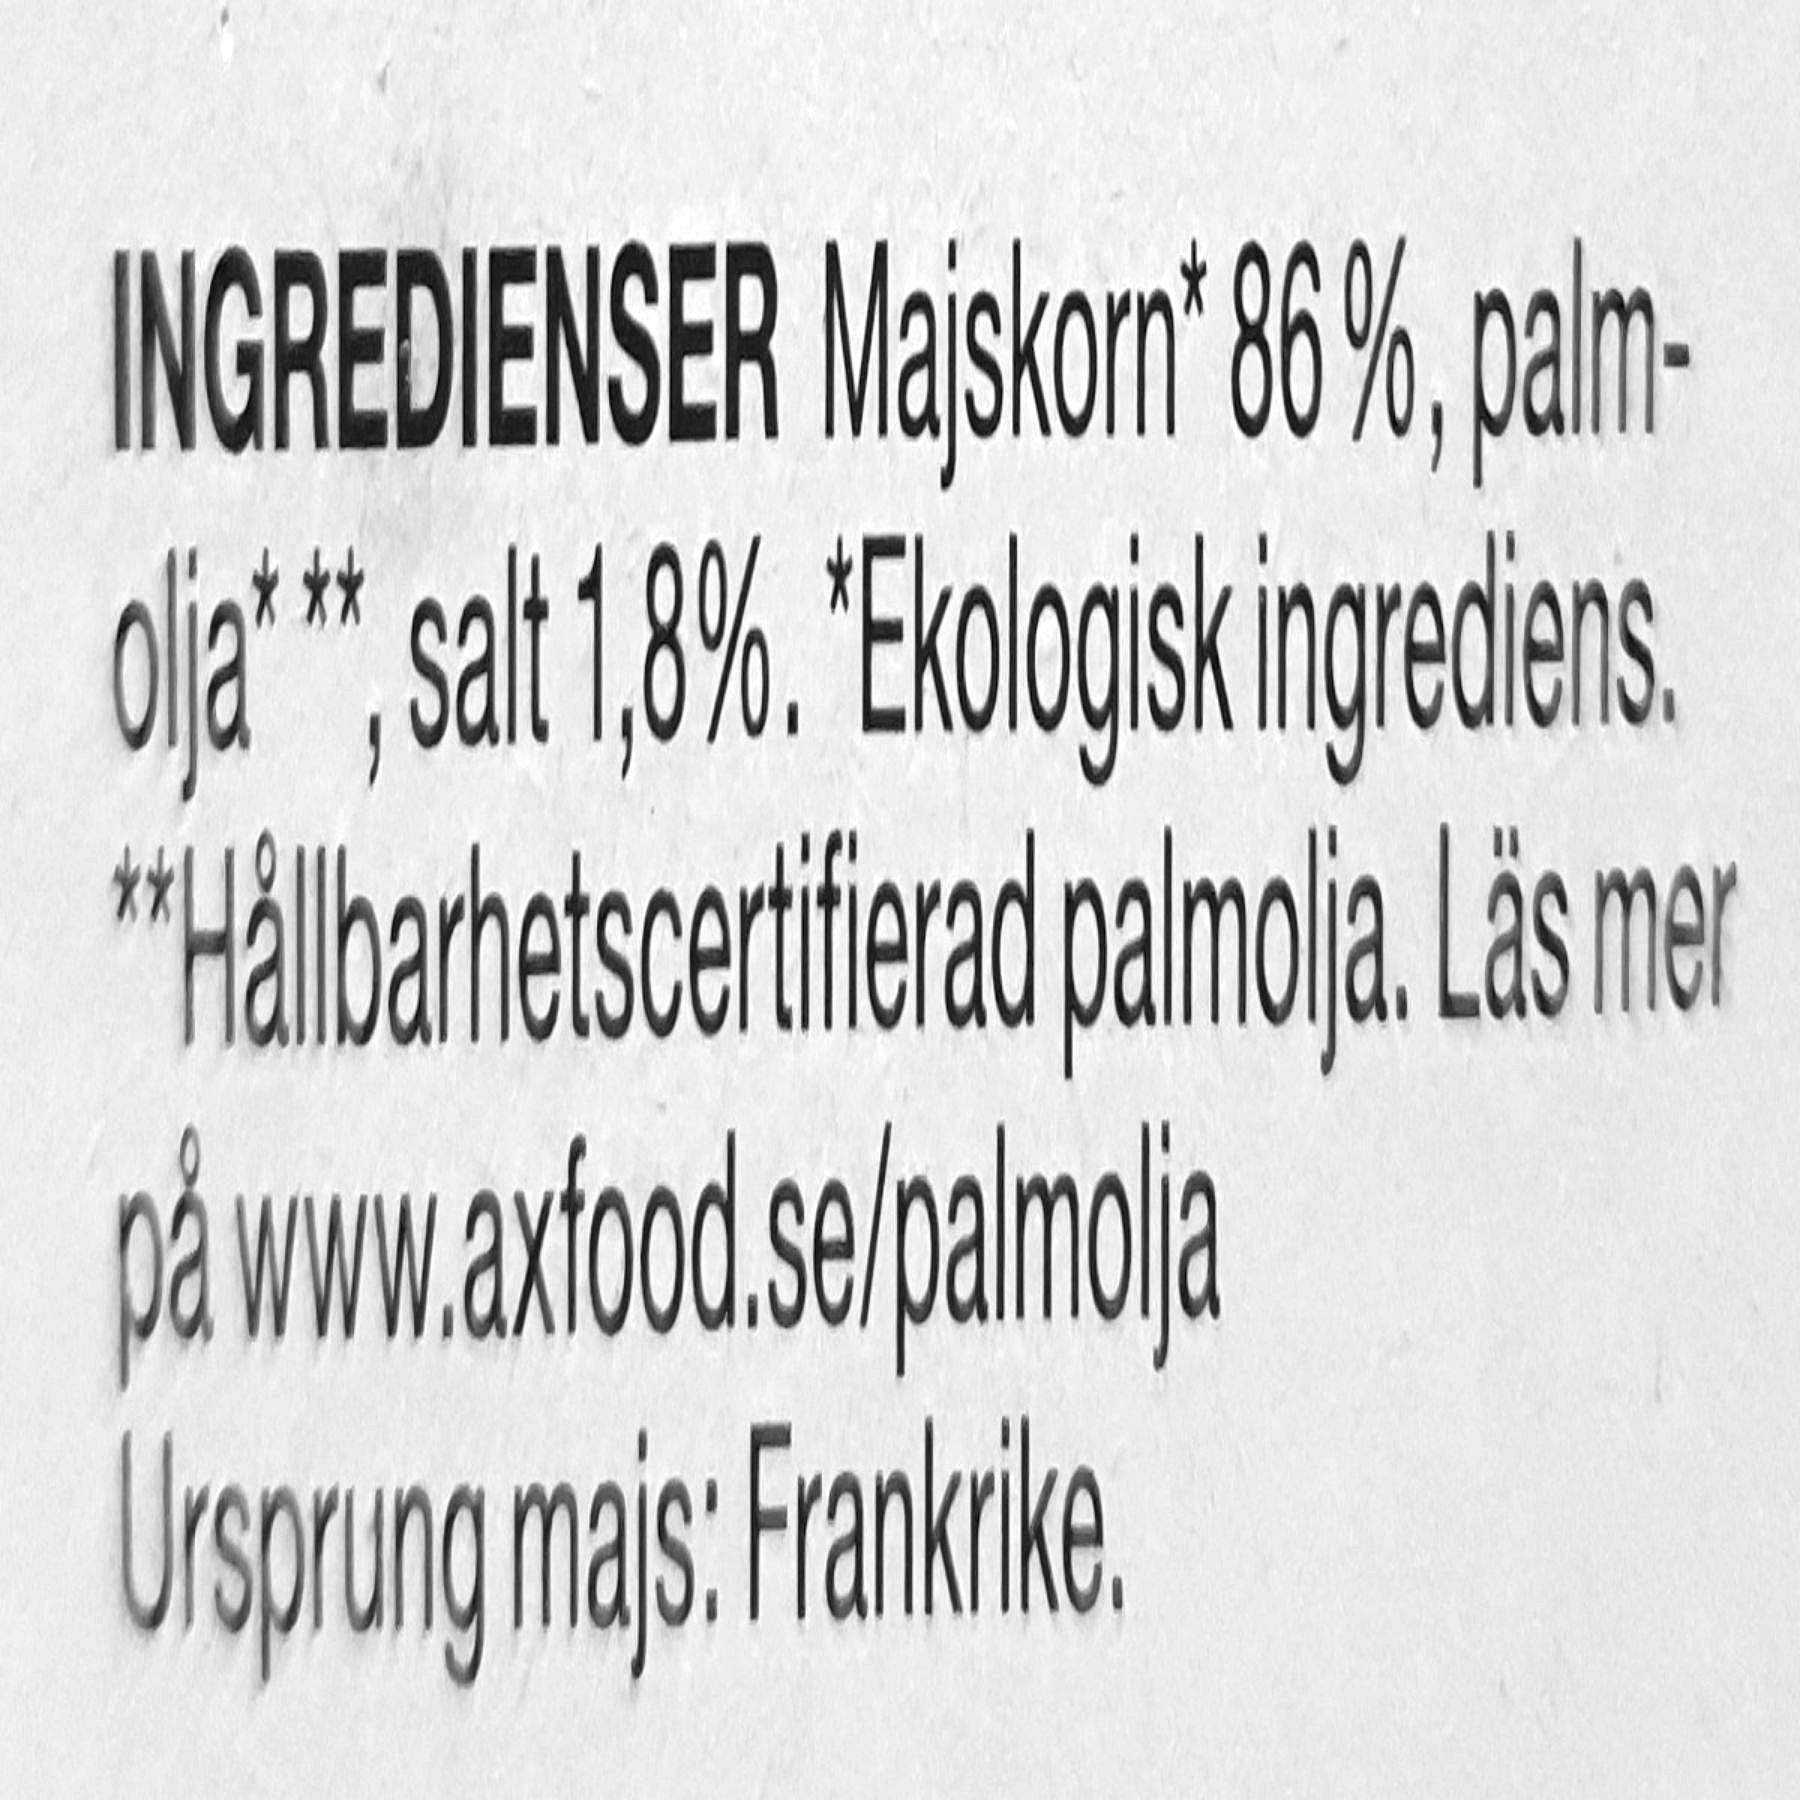 INGREDIENSER Majskorn* 86 %, palm-
olja* **, salt 1,8%. *Ekologisk ingrediens.
**Hållbarhetscertifierad palmolja. Läs mer
på www.axfood.se/palmolja
Ursprung majs: Frankrike.